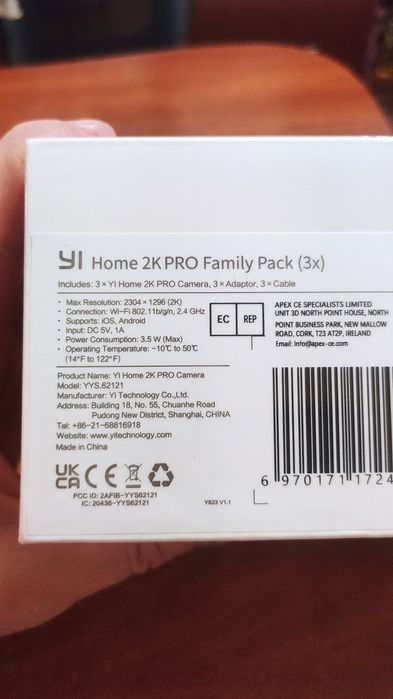 YI Home 2K PRO Family Pack (3x)
Includes: 3 × YI Home 2K PRO Camera, 3 × Adaptor, 3 × Cable
• Max Resolution: 2304 × 1296 (2K)
• Connection: Wi-Fi 802.11b/g/n, 2.4 GHz
• Supports: iOS, Android
• Input: DC 5V, 1A
• Power Consumption: 3.5 W (Max)
• Operating Temperature: -10°C to 50°C
(14°F to 122°F)
EC REP
APEX CE SPECIALISTS LIMITED
UNIT 3D NORTH POINT HOUSE, NORTH
POINT BUSINESS PARK, NEW MALLOW
ROAD, CORK, T23 AT2P, IRELAND
Email: info@apex-ce.com
Product Name: YI Home 2K PRO Camera
Model: YYS.62121
Manufacturer: Yi Technology Co.,Ltd.
Address: Building 18, No. 55, Chuanhe Road
Pudong New District, Shanghai, CHINA
Tel: +86-21-68816918
Website: www.yitechnology.com
Made in China
UK CA CE
FCC ID: 2AFIB-YYS62121
IC: 20436-YYS62121
Y623 V1.1
6 970171 1724